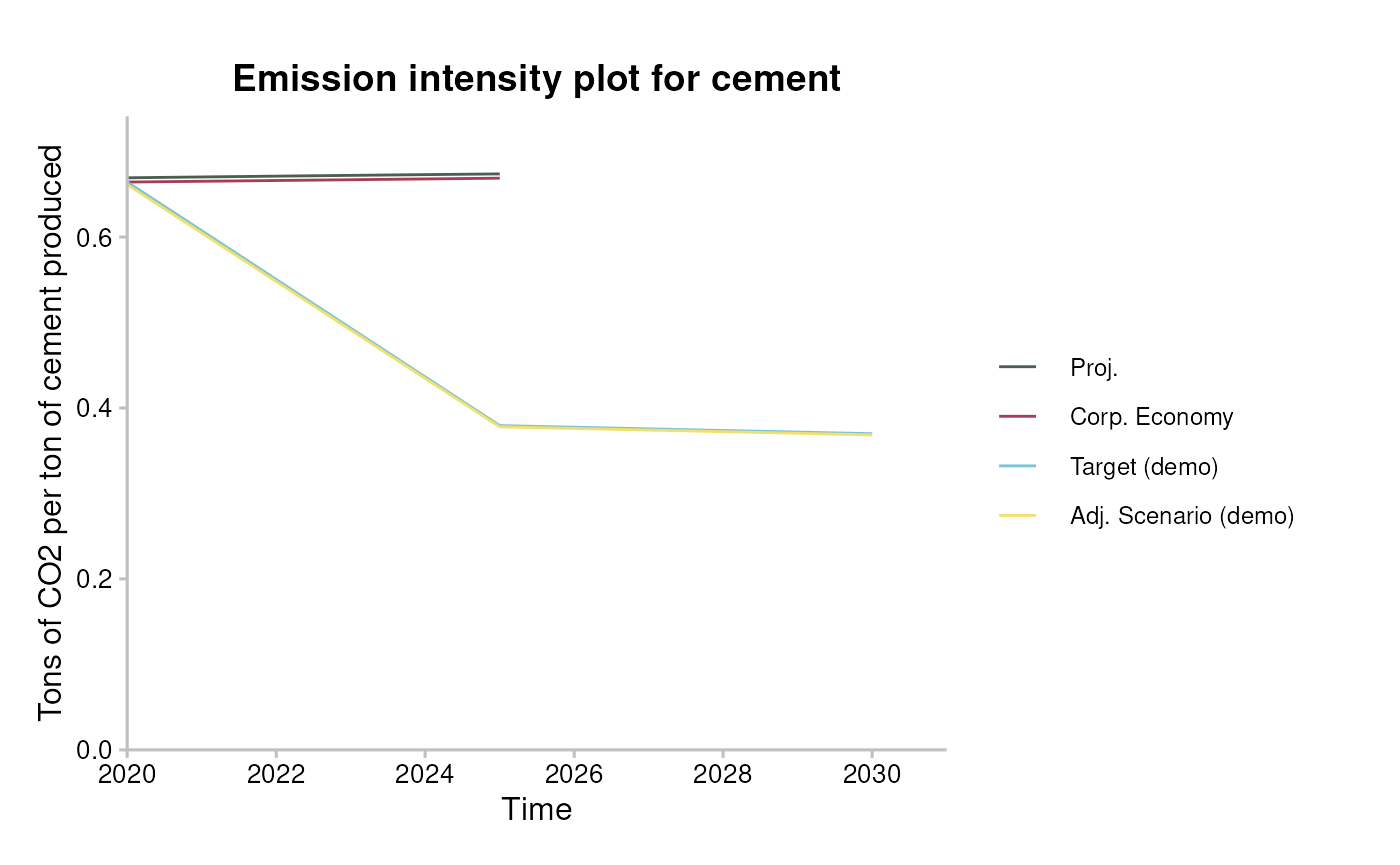 Emission intensity plot for cement
Tons of CO2 per ton of cement produced
0.6
0.4
0.2
0.0
2020 2022 2024 2026 2028 2030
Time
Proj.
Corp. Economy
Target (demo)
Adj. Scenario (demo)